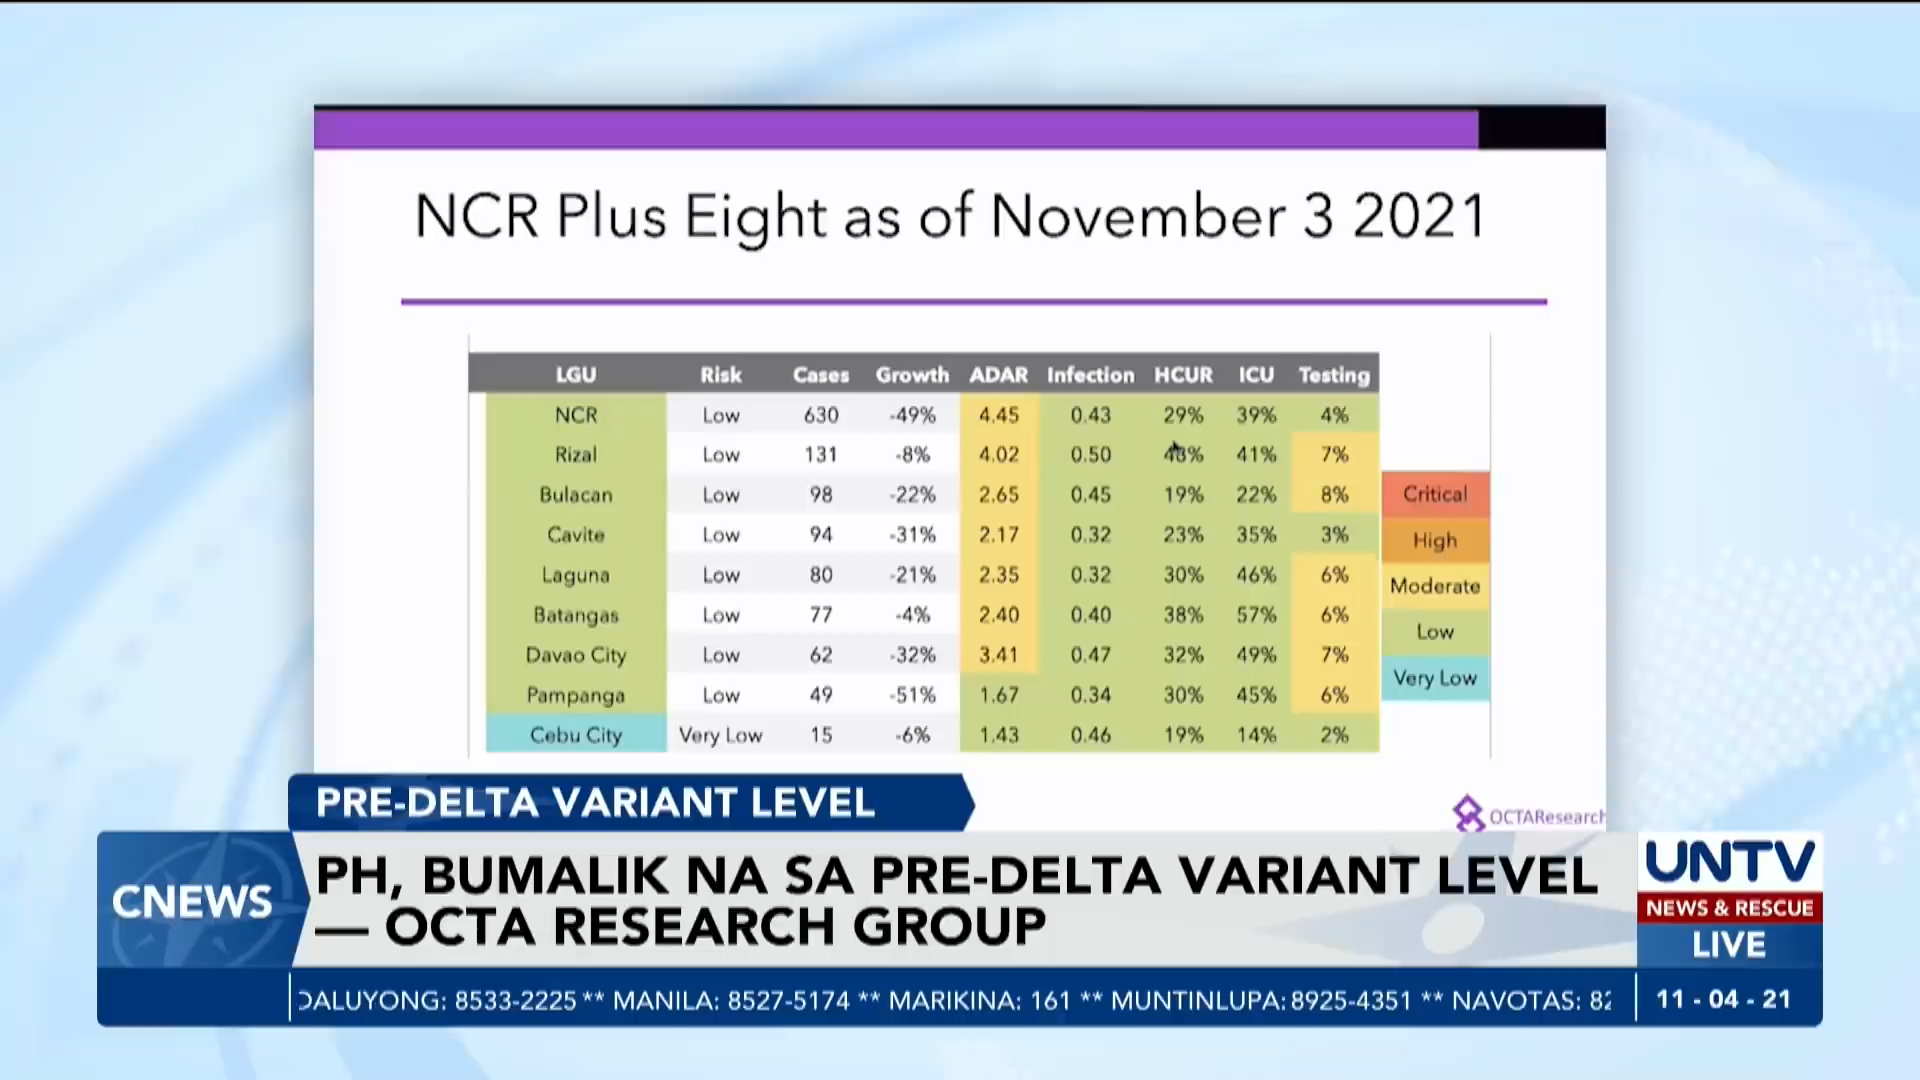 NCR Plus Eight as of November 3 2021
LGU Risk Cases Growth ADAR Infection HCUR ICU Testing
NCR Low 630 -49% 4.45 0.43 29% 39% 4%
Rizal Low 131 -8% 4.02 0.50 41% 7%
Bulacan Low 98 -22% 2.65 0.45 19% 22% 8%
Cavite Low 94 -31% 2.17 0.32 23% 35% 3%
Laguna Low 80 -21% 2.35 0.32 30% 46% 6%
Batangas Low 77 -4% 2.40 0.40 38% 57% 6%
Davao City Low 62 -32% 3.41 0.47 32% 49% 7%
Pampanga Low 49 -51% 1.67 0.34 30% 45% 6%
Cebu City Very Low 15 -6% 1.43 0.46 19% 14% 2%
Critical
High
Moderate
Low
Very Low
OCTAResearch
PRE-DELTA VARIANT LEVEL
CNEWS
PH, BUMALIK NA SA PRE-DELTA VARIANT LEVEL
— OCTA RESEARCH GROUP
UNTV
NEWS & RESCUE
LIVE
DALUYONG: 8533-2225 ** MANILA: 8527-5174 ** MARIKINA: 161 ** MUNTINLUPA: 8925-4351 ** NAVOTAS: 82
11 - 04 - 21